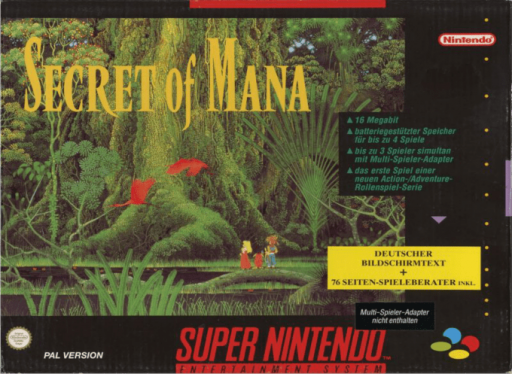 Nintendo
SECRET of MANA
▲ 16 Megabit
▲ batteriegestützter Speicher
für bis zu 4 Spiele
▲ bis zu 3 Spieler ximultan
mit Multi-Spieler-Adapter
▲ das erste Spiel einer
neuen Action-/Adventure-
Rollenspiel-Serie
DEUTSCHER
BILDSCHIRMTEXT
+
76 SEITEN-SPIELEBERATER INKL.
Multi-Spieler-Adapter
nicht enthalten
PAL VERSION
SUPER NINTENDO™
ENTERTAINMENT SYSTEM